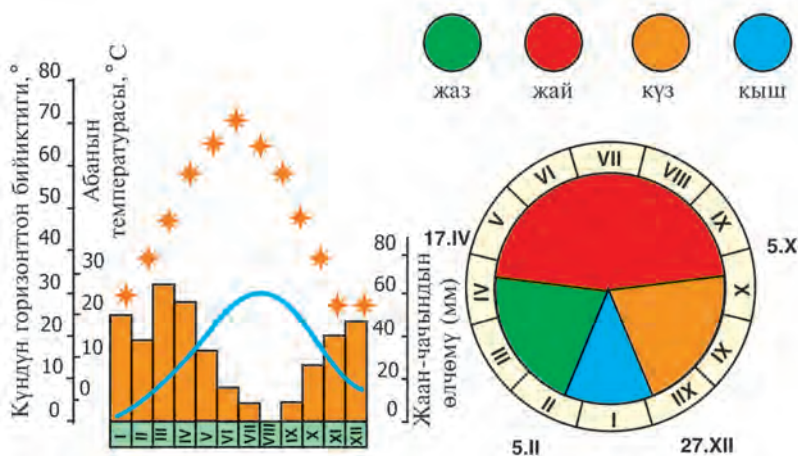 жаз жай күз кыш
Күндүн горизонттон бийиктиги, °
80
70
60
50
40
30
20
10
0
Абанын
температурасы, ° С
30
20
10
0
I II III IV V VI VII VIII IX X XI XII
Жаан-чачындын
өлчөмү (мм)
80
60
40
20
0
I II III IV V VI VII VIII IX X XI XII
17.IV
5.X
5.II
27.XII